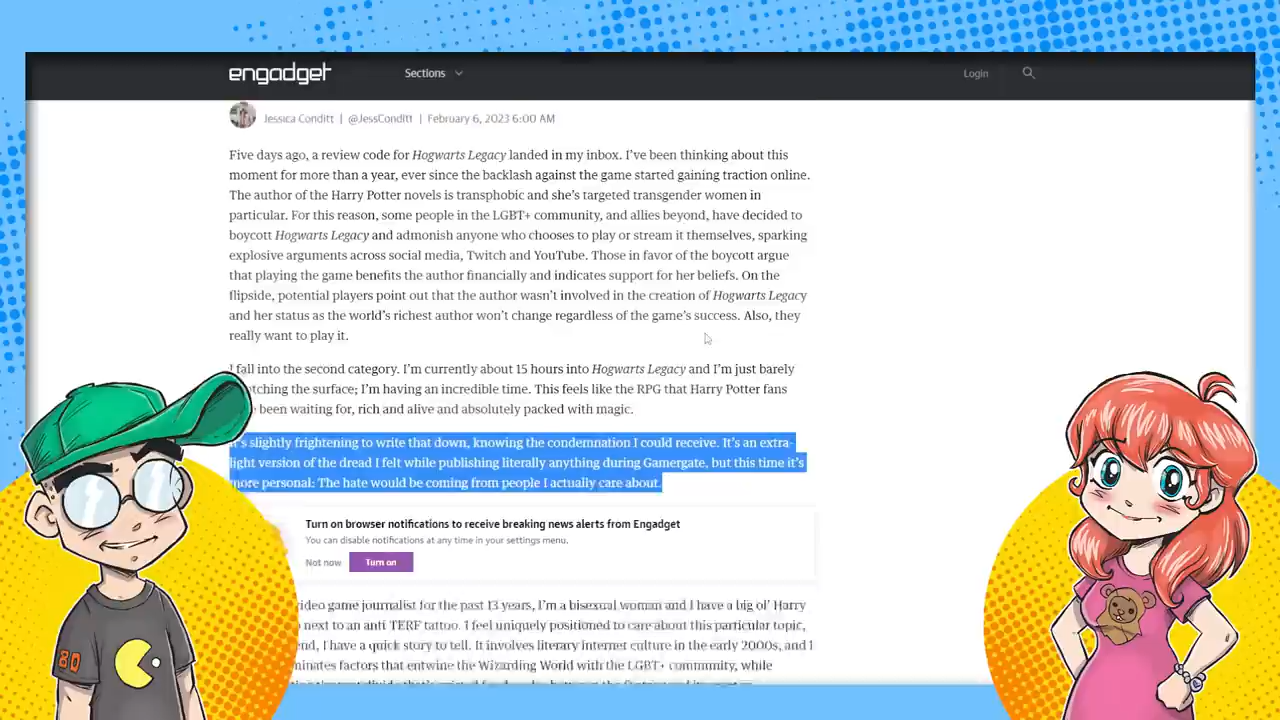 engadget
Sections
Login
Jessica Conditt | @JessConditt | February 6, 2023 6:00 AM
Five days ago, a review code for Hogwarts Legacy landed in my inbox. I've been thinking about this
moment for more than a year, ever since the backlash against the game started gaining traction online.
The author of the Harry Potter novels is transphobic and she's targeted transgender women in
particular. For this reason, some people in the LGBT+ community, and allies beyond, have decided to
boycott Hogwarts Legacy and admonish anyone who chooses to play or stream it themselves, sparking
explosive arguments across social media, Twitch and YouTube. Those in favor of the boycott argue
that playing the game benefits the author financially and indicates support for her beliefs. On the
flipside, potential players point out that the author wasn't involved in the creation of Hogwarts Legacy
and her status as the world's richest author won't change regardless of the game's success. Also, they
really want to play it.
I fall into the second category. I'm currently about 15 hours into Hogwarts Legacy and I'm just barely
tching the surface; I'm having an incredible time. This feels like the RPG that Harry Potter fans
been waiting for, rich and alive and absolutely packed with magic.
It's slightly frightening to write that down, knowing the condemnation I could receive. It's an extra-
light version of the dread I felt while publishing literally anything during Gamergate, but this time it's
more personal: The hate would be coming from people I actually care about.
Turn on browser notifications to receive breaking news alerts from Engadget
You can disable notifications at any time in your settings menu.
Not now
Turn on
video game journalist for the past 13 years, I'm a bisexual woman and I have a big ol' Harry
next to an anti TERF tattoo. I feel uniquely positioned to care about this particular topic,
end, I have a quick story to tell. It involves literary internet culture in the early 2000s, and I
minates factors that entwine the Wizarding World with the LGBT+ community, while
80